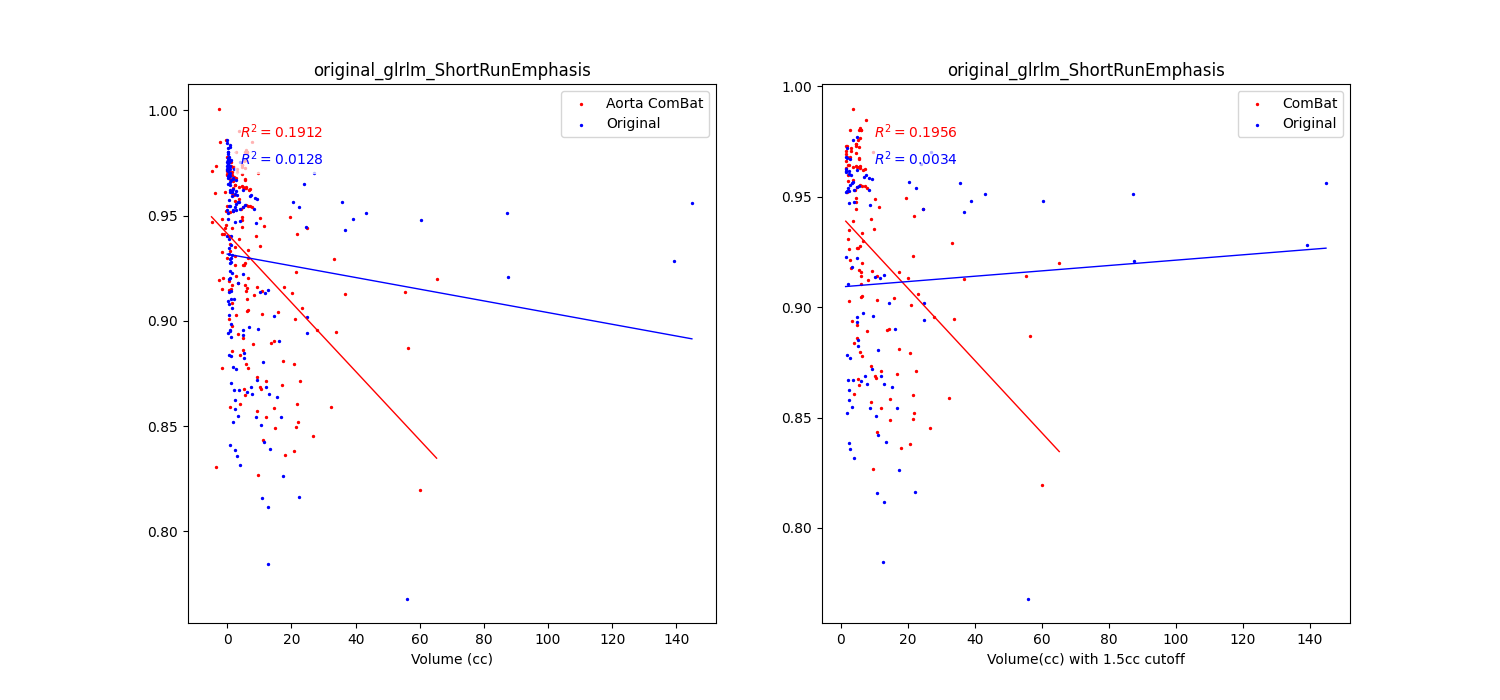 original_glrlm_ShortRunEmphasis
Aorta ComBat
Original
R² = 0.1912
R² = 0.0128
1.00
0.95
0.90
0.85
0.80
0 20 40 60 80 100 120 140
Volume (cc)
original_glrlm_ShortRunEmphasis
ComBat
Original
R² = 0.1956
R² = 0.0034
1.00
0.95
0.90
0.85
0.80
0 20 40 60 80 100 120 140
Volume(cc) with 1.5cc cutoff